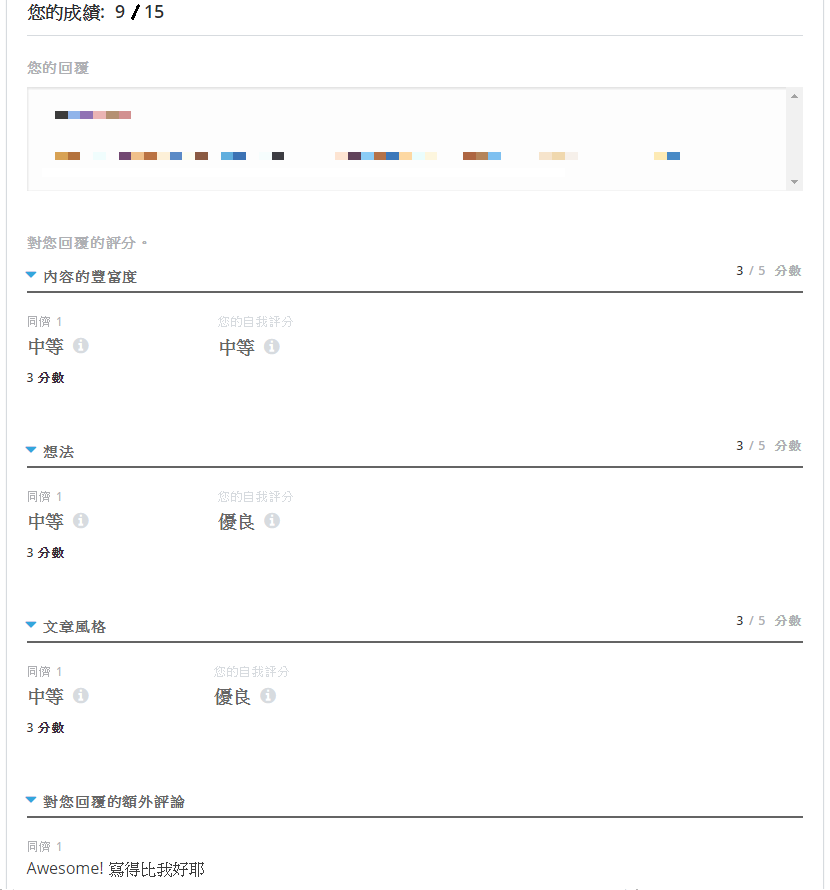 您的成績: 9 / 15
您的回覆
對您回覆的評分。
內容的豐富度 3 / 5 分數
同儕 1 您的自我評分
中等 中等
3 分數
想法 3 / 5 分數
同儕 1 您的自我評分
中等 優良
3 分數
文章風格 3 / 5 分數
同儕 1 您的自我評分
中等 優良
3 分數
對您回覆的額外評論
同儕 1
Awesome! 寫得比我好耶